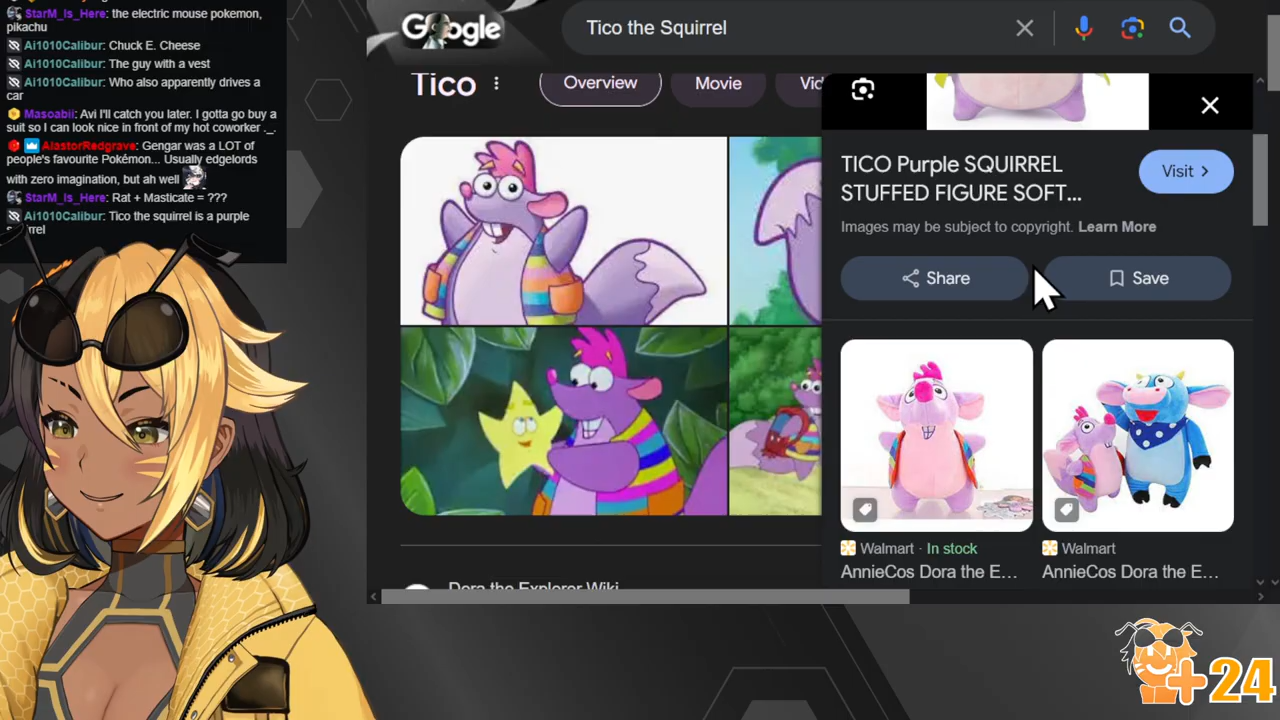 StarM_Is_Here: the electric mouse pokemon,
pikachu
Ai1010Calibur: Chuck E. Cheese
Ai1010Calibur: The guy with a vest
Ai1010Calibur: Who also apparently drives a
car
Masoabii: Avi I'll catch you later. I gotta go buy a
suit so I can look nice in front of my hot coworker ._.
AlastorRedgrave: Gengar was a LOT of
people's favourite Pokémon... Usually edgelords
with zero imagination, but ah well
StarM_Is_Here: Rat + Masticate = ???
Ai1010Calibur: Tico the squirrel is a purple
Google
Tico the Squirrel
Tico
Overview
Movie
Vid
TICO Purple SQUIRREL
STUFFED FIGURE SOFT...
Visit
Images may be subject to copyright. Learn More
Share
Save
Walmart · In stock
AnnieCos Dora the E...
Walmart
AnnieCos Dora the E...
Dora the Explorer Wiki
+24